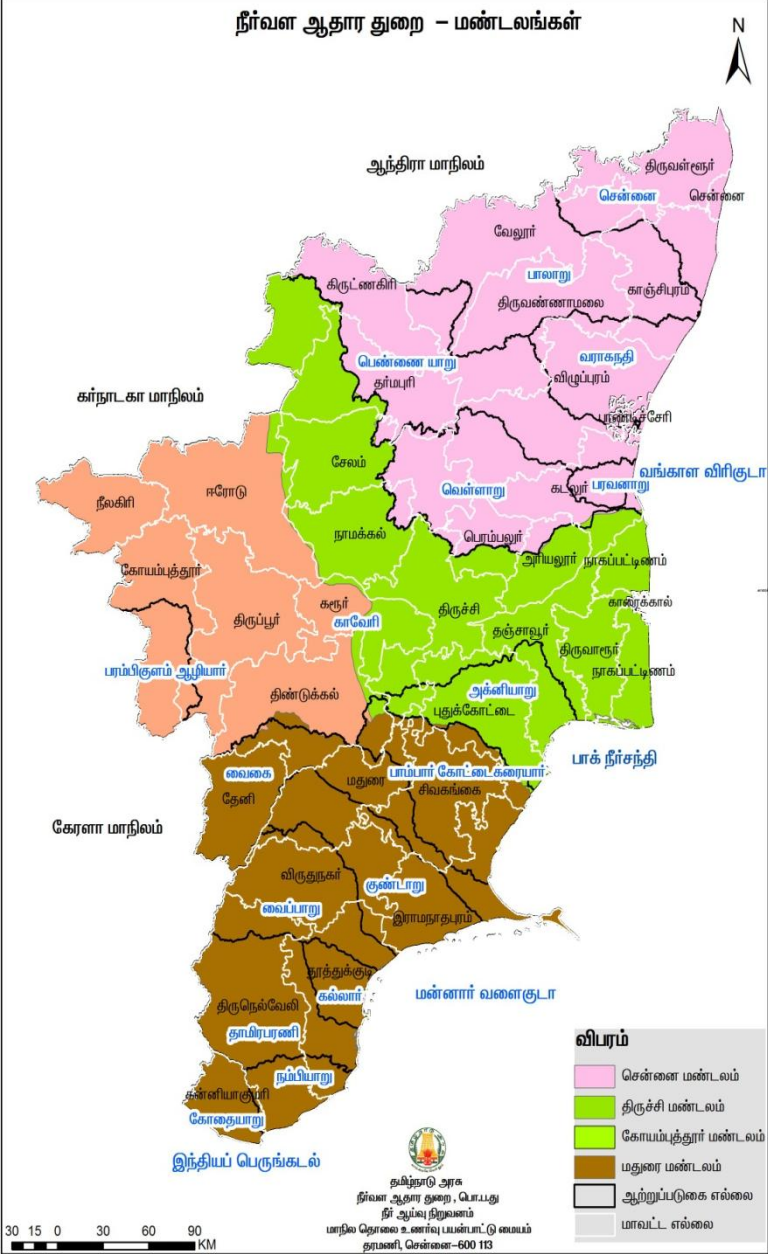 நீர்வள ஆதார துறை – மண்டலங்கள்
N
ஆந்திரா மாநிலம்
திருவள்ளூர்
சென்னை
சென்னை
வேலூர்
பாலாறு
கிருட்ணகிரி
காஞ்சிபுரம்
திருவண்ணாமலை
பெண்ணை யாறு
வராகநதி
தர்மபுரி
விழுப்புரம்
கர்நாடகா மாநிலம்
பாண்டிச்சேரி
சேலம்
வங்காள விரிகுடா
ஈரோடு
வெள்ளாறு
கடலூர்
பரவனாறு
நீலகிரி
நாமக்கல்
பெரம்பலூர்
அரியலூர்
நாகப்பட்டிணம்
கோயம்புத்தூர்
கரூர்
திருச்சி
காரைக்கால்
திருப்பூர்
காவேரி
தஞ்சாவூர்
திருவாரூர்
பரம்பிகுளம் ஆழியார்
நாகப்பட்டிணம்
திண்டுக்கல்
அக்னியாறு
புதுக்கோட்டை
பாக் நீர்சந்தி
வைகை
மதுரை
பாம்பார் கோட்டைகரையார்
தேனி
சிவகங்கை
கேரளா மாநிலம்
விருதுநகர்
குண்டாறு
வைப்பாறு
இராமநாதபுரம்
தூத்துக்குடி
கல்லார்
மன்னார் வளைகுடா
திருநெல்வேலி
தாமிரபரணி
நம்பியாறு
கன்னியாகுமரி
கோதையாறு
இந்தியப் பெருங்கடல்
விபரம்
சென்னை மண்டலம்
திருச்சி மண்டலம்
கோயம்புத்தூர் மண்டலம்
மதுரை மண்டலம்
ஆற்றுப்படுகை எல்லை
மாவட்ட எல்லை
தமிழ்நாடு அரசு
நீர்வள ஆதார துறை , பொ.ப.து
நீர் ஆய்வு நிறுவனம்
மாநில தொலை உணர்வு பயன்பாட்டு மையம்
தரமணி, சென்னை–600 113
30 15 0 30 60 90
KM